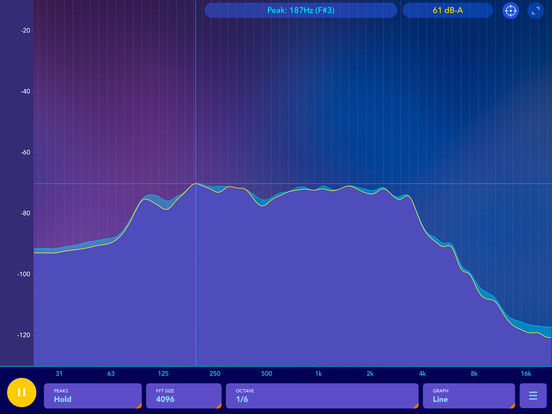 Peak: 187Hz (F#3) 61 dB-A
-20
-40
-60
-80
-100
-120
31 63 125 250 500 1k 2k 4k 8k 16k
PEAKS FFT SIZE OCTAVE GRAPH
Hold 4096 1/6 Line